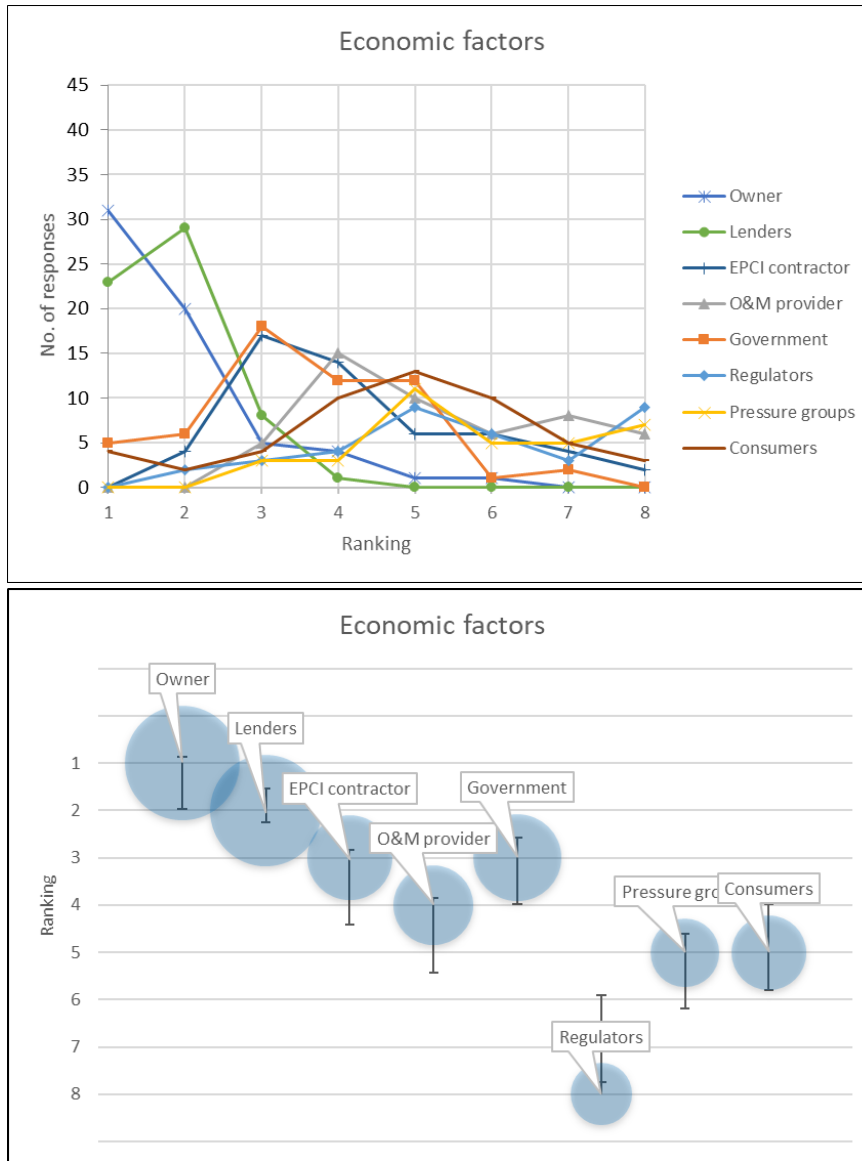 Economic factors
45
40
35
30
25
20
15
10
5
0
No. of responses
1 2 3 4 5 6 7 8
Ranking
Owner
Lenders
EPCI contractor
O&M provider
Government
Regulators
Pressure groups
Consumers
Economic factors
Owner
Lenders
EPCI contractor
O&M provider
Government
Pressure gro
Consumers
Regulators
1
2
3
4
5
6
7
8
Ranking